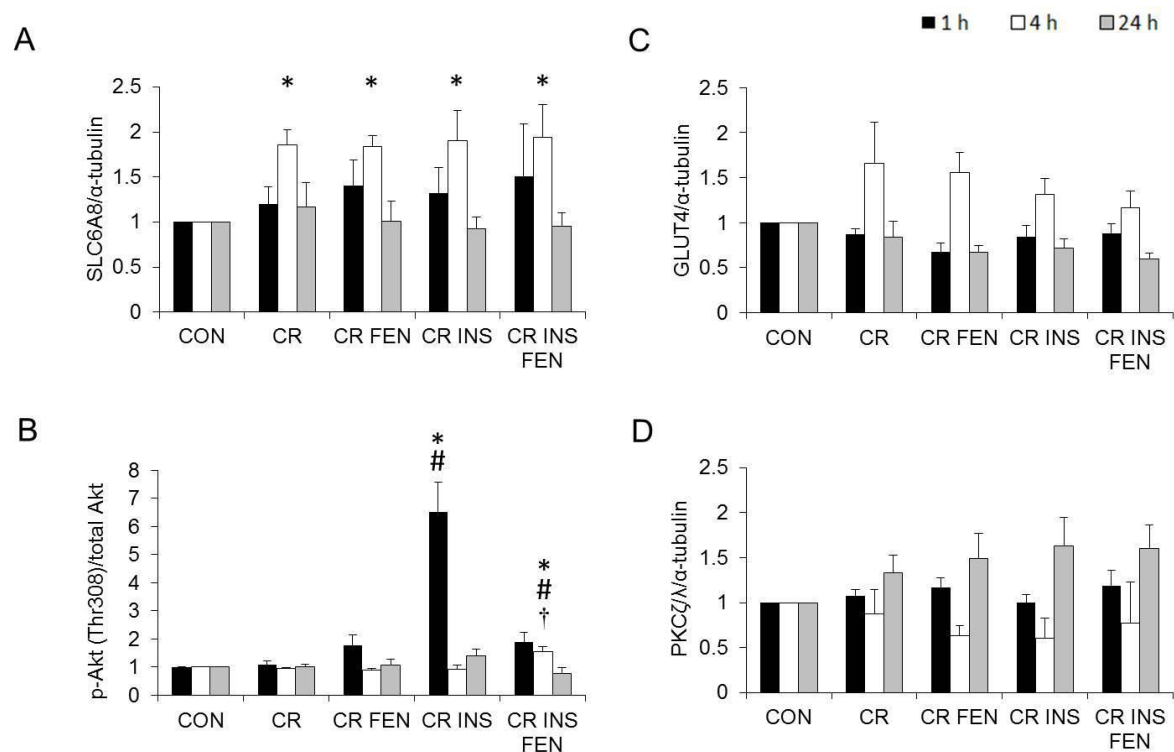 1 h 4 h 24 h
A
SLC6A8/α-tubulin
2.5
2
1.5
1
0.5
0
* * * *
CON CR CR FEN CR INS CR INS
FEN
C
GLUT4/α-tubulin
2.5
2
1.5
1
0.5
0
CON CR CR FEN CR INS CR INS
FEN
B
p-Akt (Thr308)/total Akt
8
7
6
5
4
3
2
1
0
*
#
*
#
†
CON CR CR FEN CR INS CR INS
FEN
D
PKCζ/λ/α-tubulin
2.5
2
1.5
1
0.5
0
CON CR CR FEN CR INS CR INS
FEN